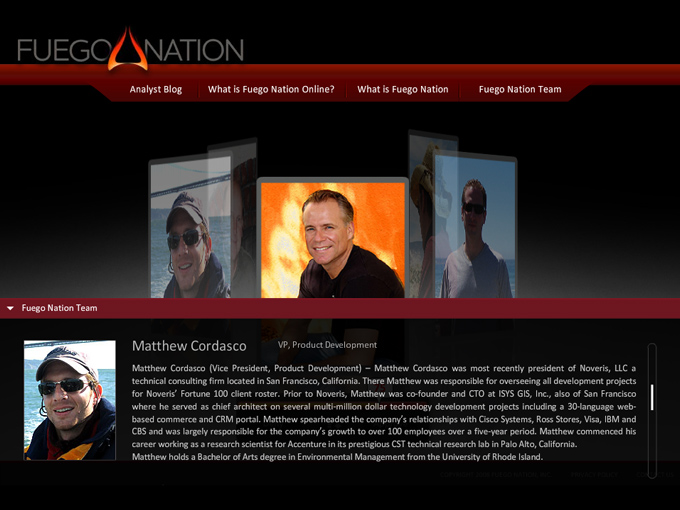 FUEGO NATION
Analyst Blog
What is Fuego Nation Online?
What is Fuego Nation
Fuego Nation Team
Fuego Nation Team
Matthew Cordasco
VP, Product Development
Matthew Cordasco (Vice President, Product Development) – Matthew Cordasco was most recently president of Noveris, LLC a
technical consulting firm located in San Francisco, California. There Matthew was responsible for overseeing all development projects
for Noveris’ Fortune 100 client roster. Prior to Noveris, Matthew was co-founder and CTO at ISYS GIS, Inc., also of San Francisco
where he served as chief architect on several multi-million dollar technology development projects including a 30-language web-
based commerce and CRM portal. Matthew spearheaded the company’s relationships with Cisco Systems, Ross Stores, Visa, IBM and
CBS and was largely responsible for the company’s growth to over 100 employees over a five-year period. Matthew commenced his
career working as a research scientist for Accenture in its prestigious CST technical research lab in Palo Alto, California.
Matthew holds a Bachelor of Arts degree in Environmental Management from the University of Rhode Island.